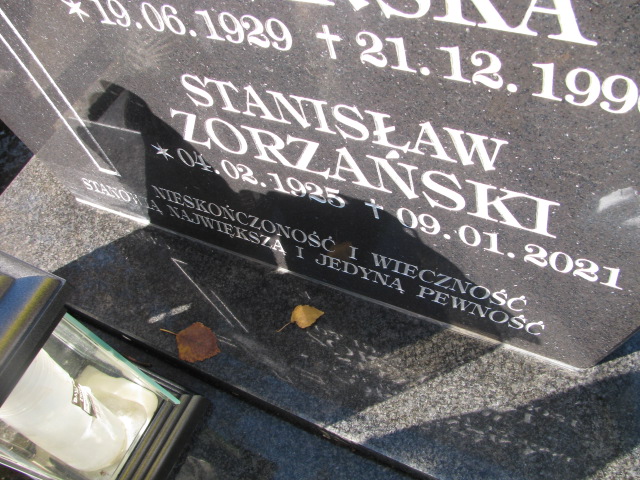 *19.06.1929 †21.12.199
STANISŁAW
ZORZAŃSKI
*04.02.1925 †09.01.2021
NIESKOŃCZONOŚĆ I WIECZNOŚĆ
STANOWIĄ NAJWIĘKSZĄ I JEDYNĄ PEWNOŚĆ